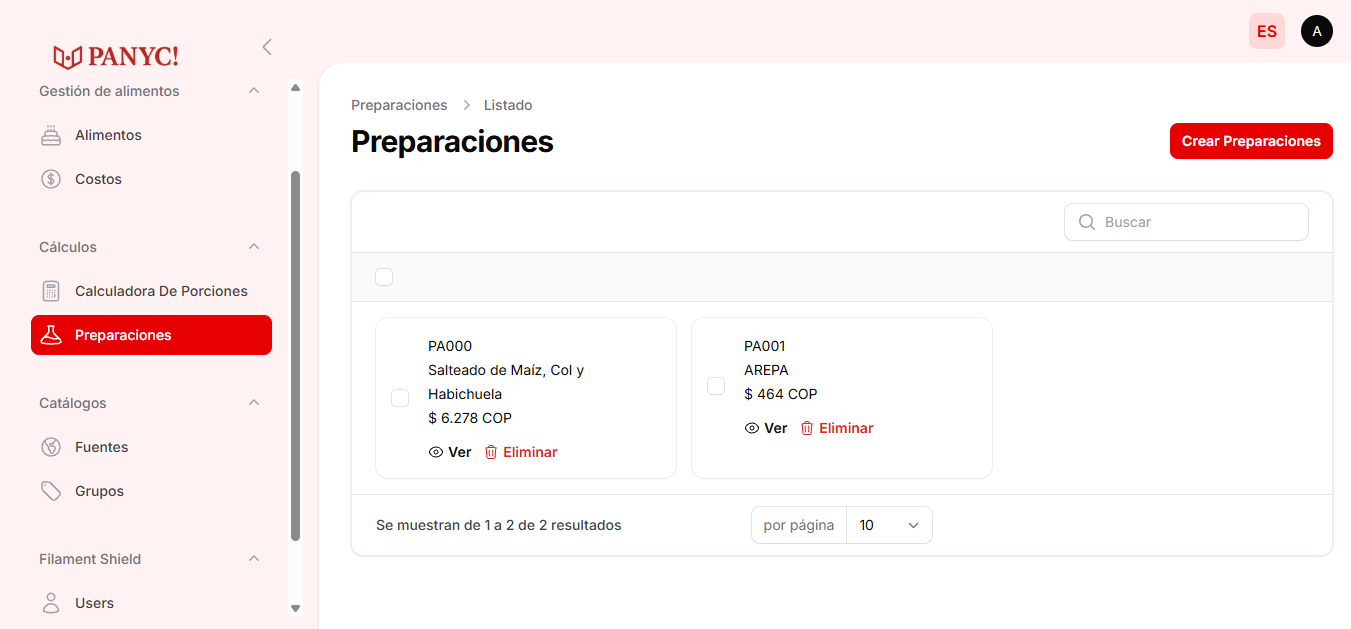 PANYC!
ES
A
Gestión de alimentos
Alimentos
Costos
Cálculos
Calculadora De Porciones
Preparaciones
Catálogos
Fuentes
Grupos
Filament Shield
Users
Preparaciones > Listado
Preparaciones
Crear Preparaciones
Buscar
PA000
Salteado de Maíz, Col y
Habichuela
$ 6.278 COP
Ver Eliminar
PA001
AREPA
$ 464 COP
Ver Eliminar
Se muestran de 1 a 2 de 2 resultados
por página 10